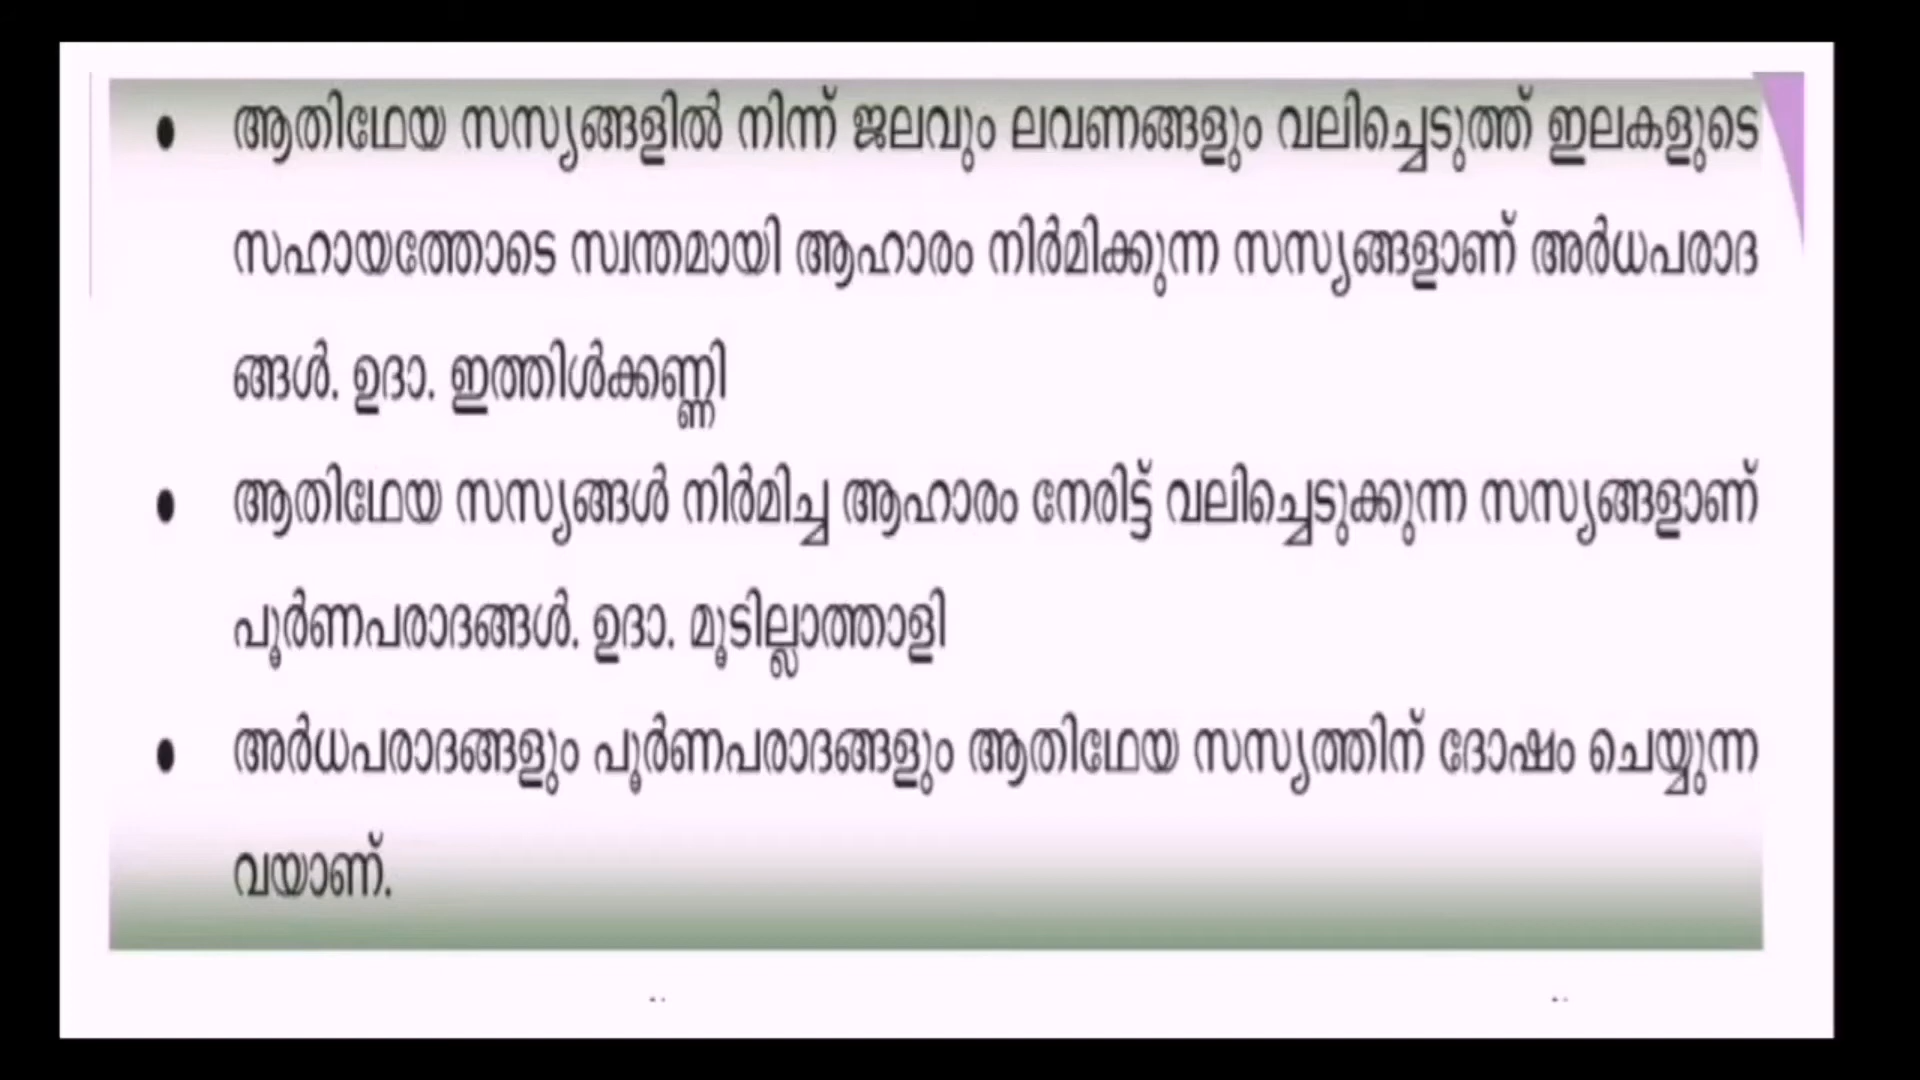 • ആതിഥേയ സസ്യങ്ങളിൽ നിന്ന് ജലവും ലവണങ്ങളും വലിച്ചെടുത്ത് ഇലകളുടെ
സഹായത്തോടെ സ്വന്തമായി ആഹാരം നിർമിക്കുന്ന സസ്യങ്ങളാണ് അർധപരാദ
ങ്ങൾ. ഉദാ. ഇത്തിൾക്കണ്ണി
• ആതിഥേയ സസ്യങ്ങൾ നിർമിച്ച ആഹാരം നേരിട്ട് വലിച്ചെടുക്കുന്ന സസ്യങ്ങളാണ്
പൂർണപരാദങ്ങൾ. ഉദാ. മൂടില്ലാത്താളി
• അർധപരാദങ്ങളും പൂർണപരാദങ്ങളും ആതിഥേയ സസ്യത്തിന് ദോഷം ചെയ്യുന്ന
വയാണ്.